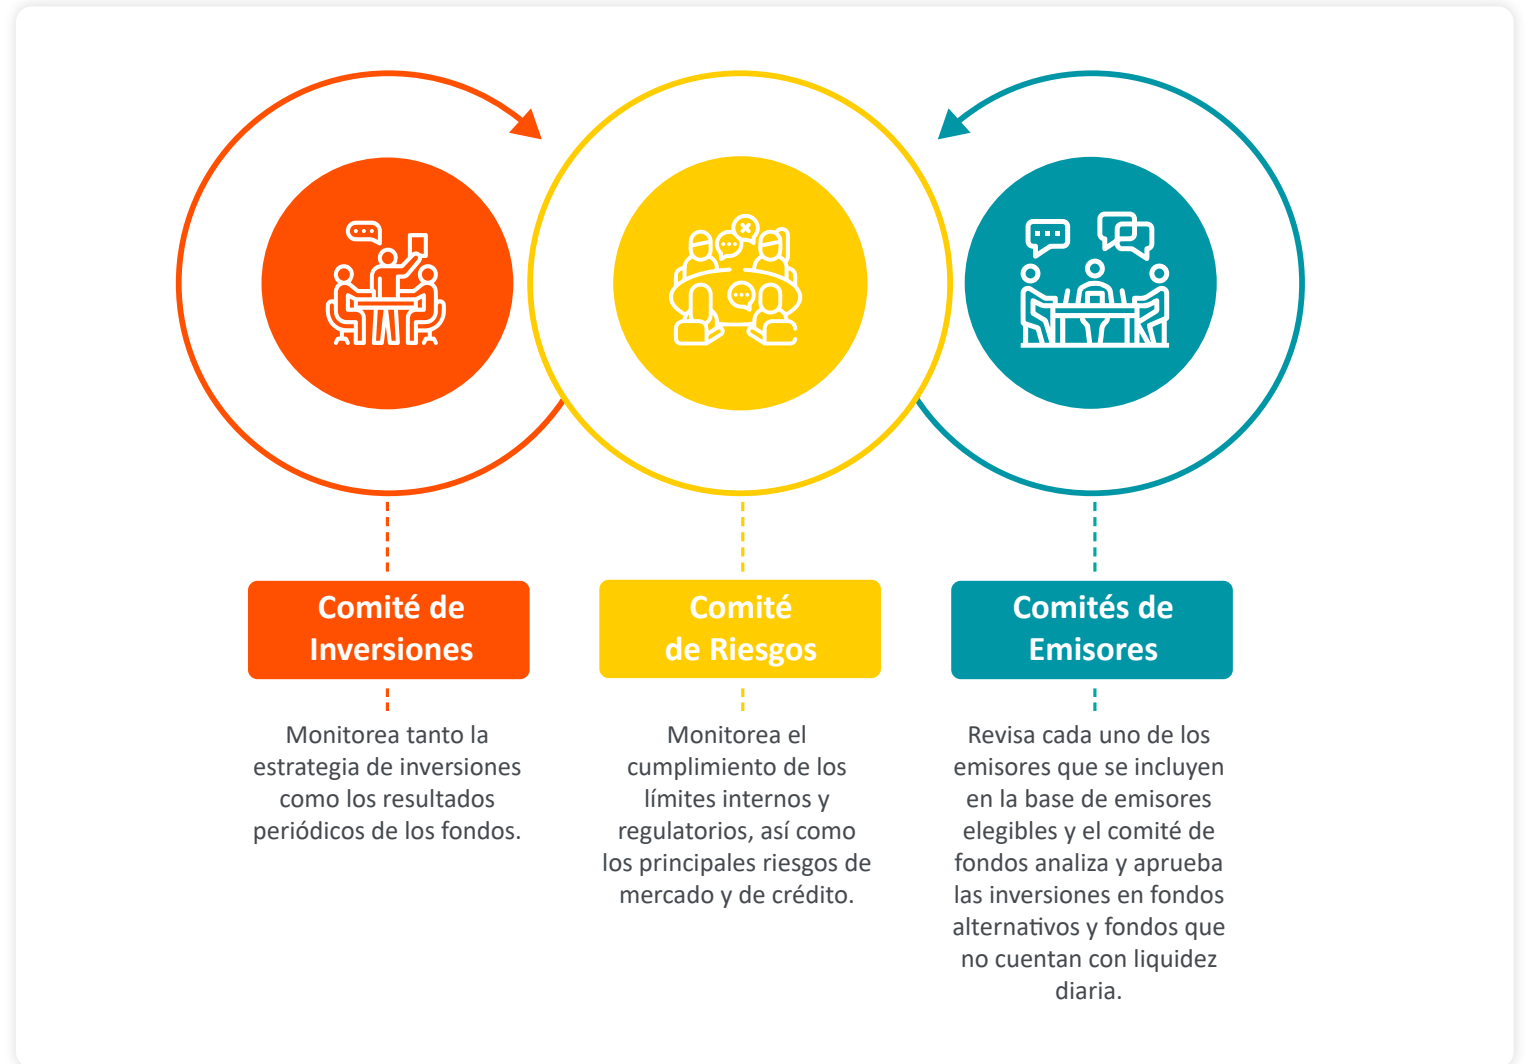 Comité de
Inversiones
Monitorea tanto la
estrategia de inversiones
como los resultados
periódicos de los fondos.
Comité
de Riesgos
Monitorea el
cumplimiento de los
límites internos y
regulatorios, así como
los principales riesgos de
mercado y de crédito.
Comités de
Emisores
Revisa cada uno de los
emisores que se incluyen
en la base de emisores
elegibles y el comité de
fondos analiza y aprueba
las inversiones en fondos
alternativos y fondos que
no cuentan con liquidez
diaria.